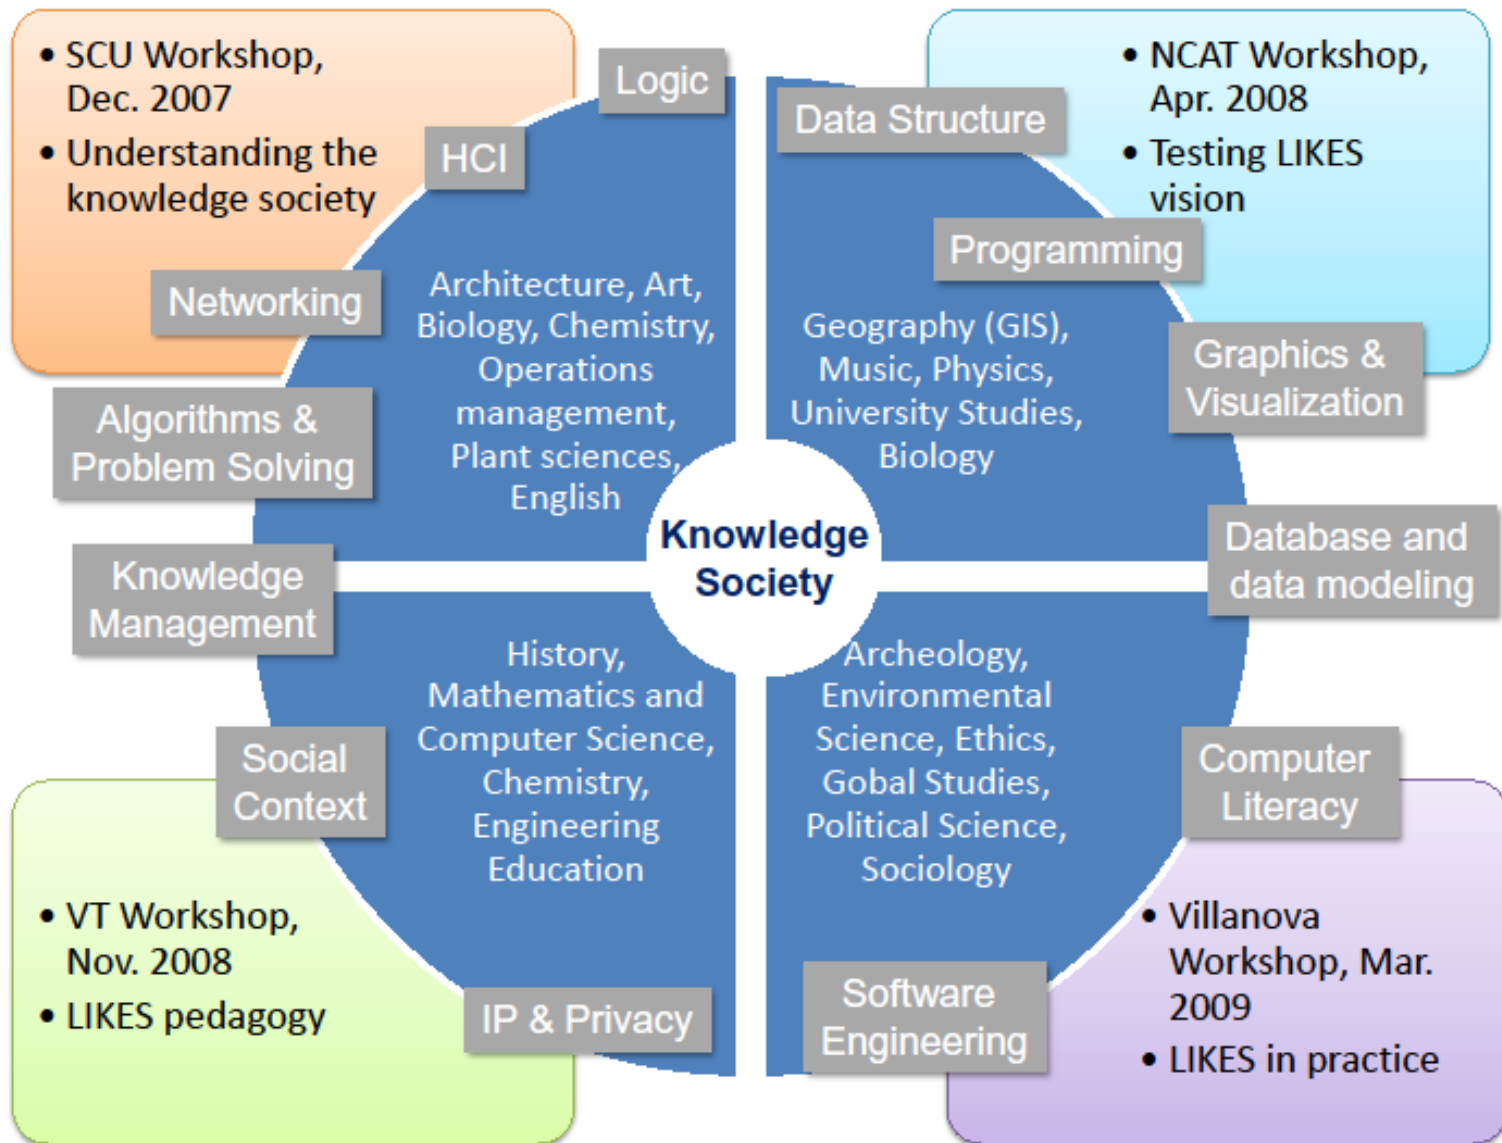 • SCU Workshop,
Dec. 2007
• Understanding the
knowledge society
Logic
HCI
Networking
Algorithms &
Problem Solving
Architecture, Art,
Biology, Chemistry,
Operations
management,
Plant sciences,
English
• NCAT Workshop,
Apr. 2008
• Testing LIKES
vision
Data Structure
Programming
Graphics &
Visualization
Geography (GIS),
Music, Physics,
University Studies,
Biology
Knowledge
Society
Database and
data modeling
Knowledge
Management
Social
Context
History,
Mathematics and
Computer Science,
Chemistry,
Engineering
Education
• VT Workshop,
Nov. 2008
• LIKES pedagogy
IP & Privacy
Archeology,
Environmental
Science, Ethics,
Gobal Studies,
Political Science,
Sociology
Computer
Literacy
Software
Engineering
• Villanova
Workshop, Mar.
2009
• LIKES in practice